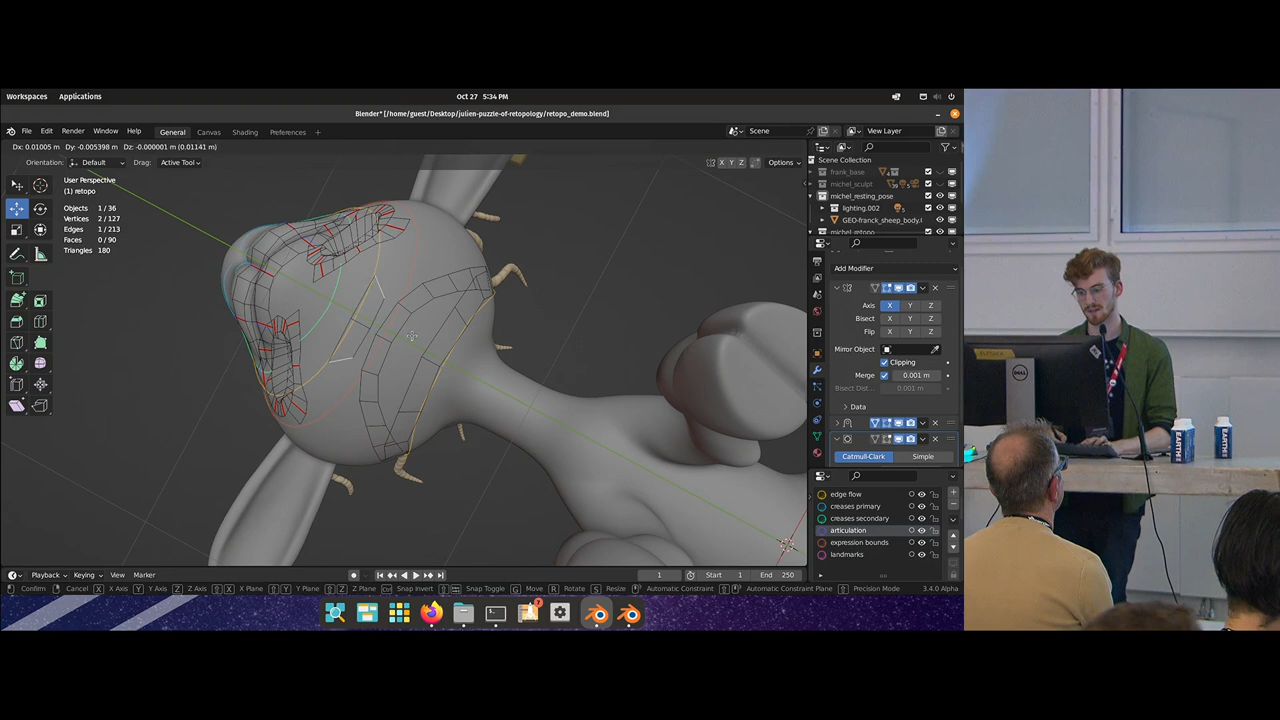 Workspaces Applications Oct 27 5:34 PM
Blender* [/home/guest/Desktop/julien-puzzle-of-retopology/retopo_demo.blend]
File Edit Render Window Help General Canvas Shading Preferences + Scene View Layer
Dx: 0.01005 m Dy: -0.005398 m Dz: -0.000001 m (0.01141 m)
Orientation: Default Drag: Active Tool X Y Z Options
Scene Collection
frank_base
michel_sculpt
michel_resting_pose
lighting.002
GEO-franck_sheep_body.l
michel_retopo
User Perspective
(1) retopo
Objects 1/36
Vertices 2/127
Edges 1/213
Faces 0/90
Triangles 180
Add Modifier
Axis X Y Z
Bisect X Y Z
Flip X Y Z
Mirror Object
Clipping
Merge 0.001 m
Bisect Dist... 0.001 m
Data
Catmull-Clark Simple
edge flow
creases primary
creases secondary
articulation
expression bounds
landmarks
Playback Keying View Marker 1 Start 1 End 250
Confirm Cancel X X Axis Y Y Axis Z Z Axis X X Plane Y Y Plane Z Z Plane Snap Invert Snap Toggle G Move R Rotate S Resize Automatic Constraint Automatic Constraint Plane Precision Mode 3.4.0 Alpha
DELL
EARTH
EARTH